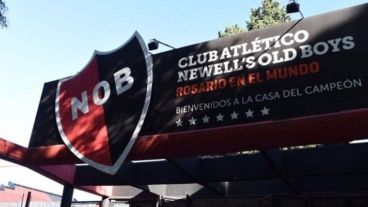 NOB
CLUB ATLÉTICO
NEWELL'S OLD BOYS
ROSARIO EN EL MUNDO
BIENVENIDOS A LA CASA DEL CAMPEÓN